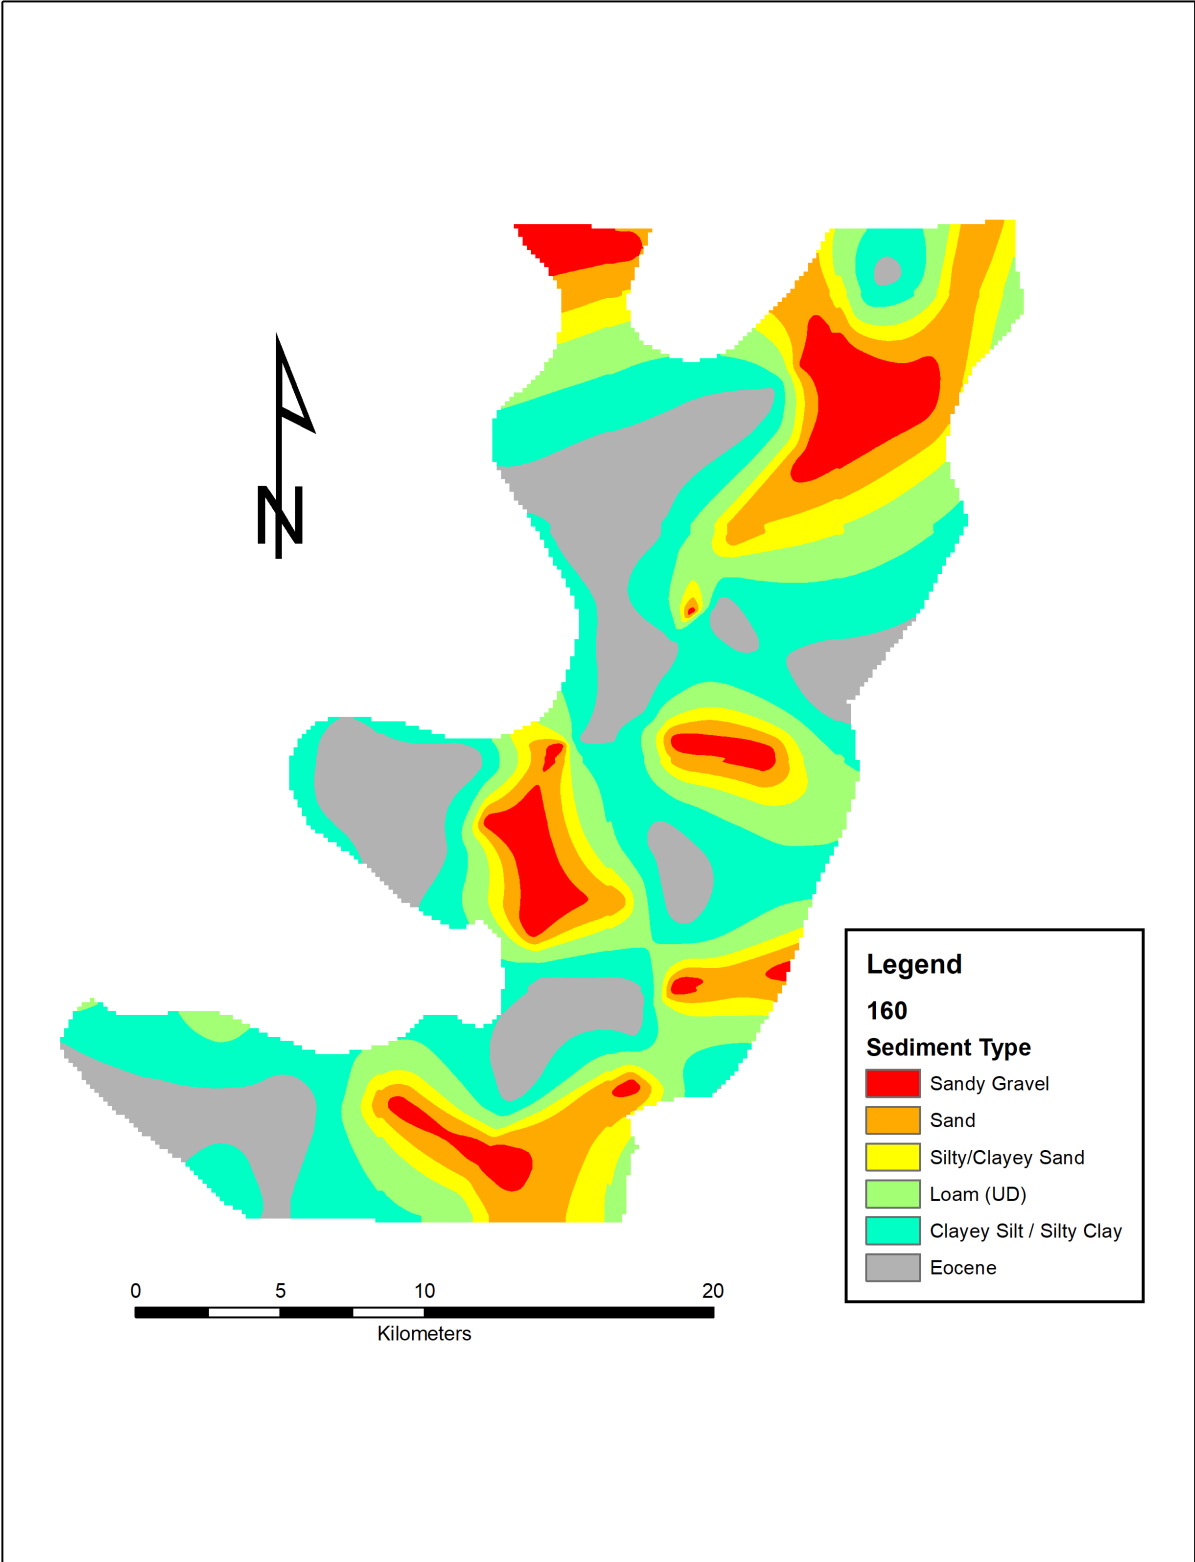 N
Legend
160
Sediment Type
Sandy Gravel
Sand
Silty/Clayey Sand
Loam (UD)
Clayey Silt / Silty Clay
Eocene
0 5 10 20
Kilometers